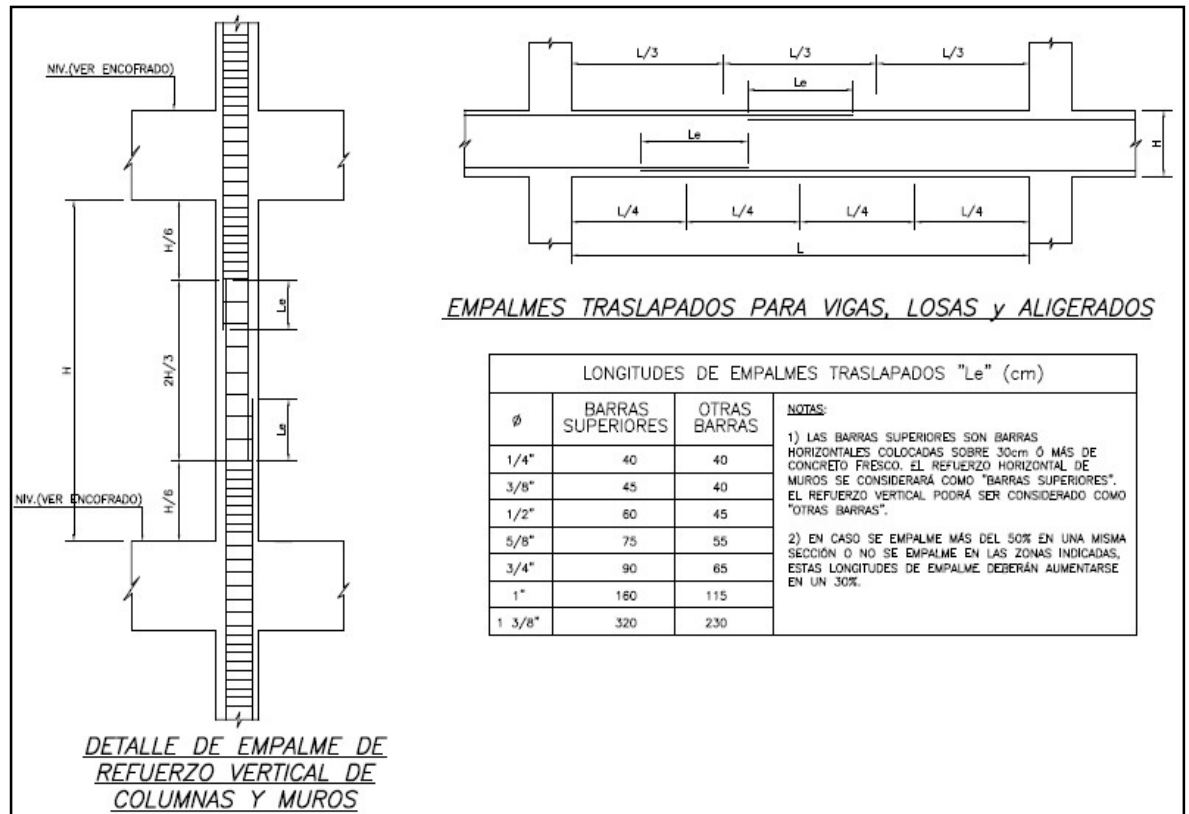 NIV.(VER ENCOFRADO)
H/6
Le
2H/3
H
Le
H/6
NIV.(VER ENCOFRADO)
DETALLE DE EMPALME DE
REFUERZO VERTICAL DE
COLUMNAS Y MUROS
L/3
L/3
L/3
Le
Le
H
L/4
L/4
L/4
L/4
L
EMPALMES TRASLAPADOS PARA VIGAS, LOSAS y ALIGERADOS
LONGITUDES DE EMPALMES TRASLAPADOS "Le" (cm)
ø BARRAS SUPERIORES OTRAS BARRAS
1/4" 40 40
3/8" 45 40
1/2" 60 45
5/8" 75 55
3/4" 90 65
1" 160 115
1 3/8" 320 230
NOTAS:
1) LAS BARRAS SUPERIORES SON BARRAS
HORIZONTALES COLOCADAS SOBRE 30cm Ó MÁS DE
CONCRETO FRESCO. EL REFUERZO HORIZONTAL DE
MUROS SE CONSIDERARÁ COMO "BARRAS SUPERIORES".
EL REFUERZO VERTICAL PODRÁ SER CONSIDERADO COMO
"OTRAS BARRAS".
2) EN CASO SE EMPALME MÁS DEL 50% EN UNA MISMA
SECCIÓN O NO SE EMPALME EN LAS ZONAS INDICADAS,
ESTAS LONGITUDES DE EMPALME DEBERÁN AUMENTARSE
EN UN 30%.